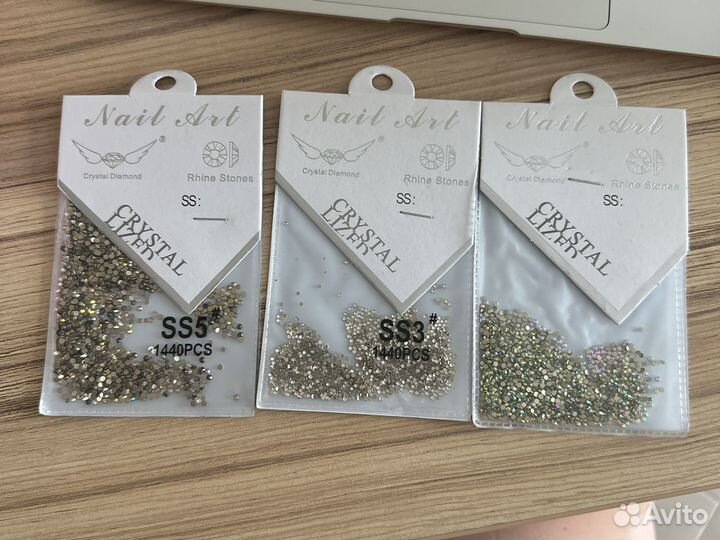 Nail Art
®
Crystal Diamond
Rhine Stones
SS:
CRYSTAL
LIZED
SS5#
1440PCS
Nail Art
®
Crystal Diamond
Rhine Stones
SS:
CRYSTAL
LIZED
SS3#
1440PCS
Nail Art
®
Crystal Diamond
Rhine Stones
SS:
CRYSTAL
LIZED
Avito